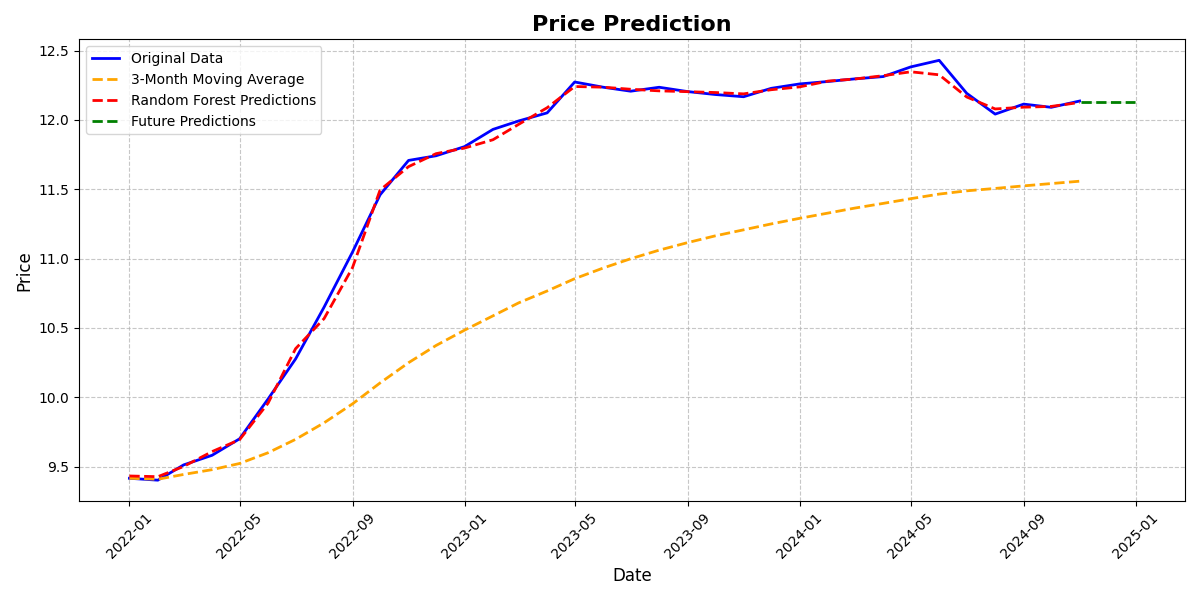 Price Prediction
Original Data
3-Month Moving Average
Random Forest Predictions
Future Predictions
12.5
12.0
11.5
11.0
10.5
10.0
9.5
Price
2022-01
2022-05
2022-09
2023-01
2023-05
2023-09
2024-01
2024-05
2024-09
2025-01
Date